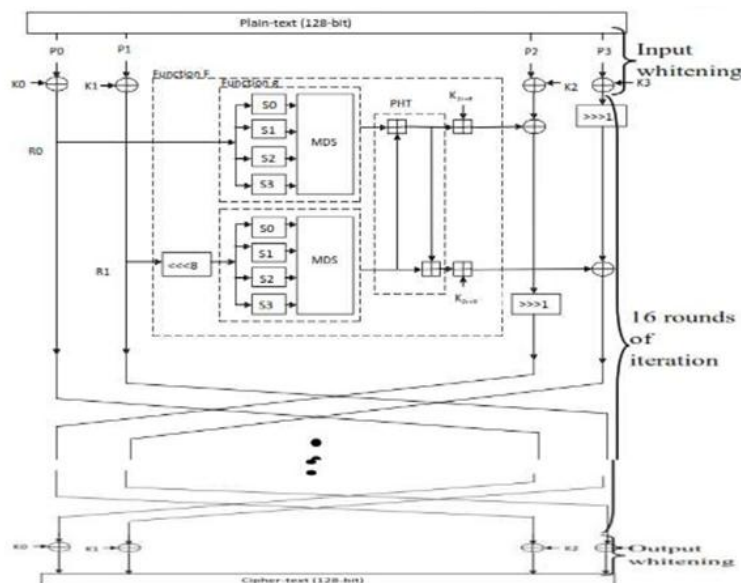 Plain-text (128-bit)
P0
P1
P2
P3
Input
whitening
K0
K1
K2
K3
Function F
Function g
S0
S1
S2
S3
MDS
PHT
>>>1
R0
S0
S1
S2
S3
MDS
R1
<<<8
>>>1
16 rounds
of
iteration
K0
K1
K2
K3
Output
whitening
Cipher-text (128-bit)